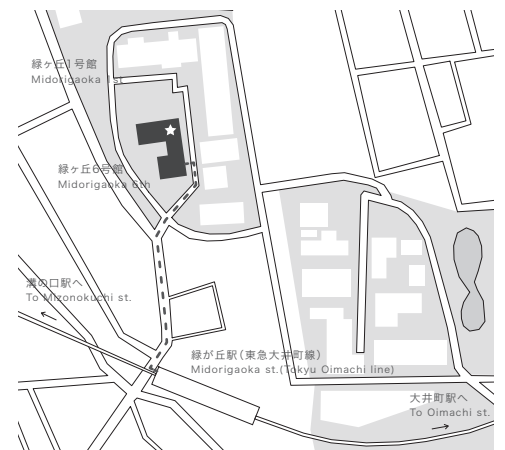 緑ヶ丘1号館
Midorigaoka 1st
緑ヶ丘6号館
Midorigaoka 6th
溝の口駅へ
To Mizonokuchi st.
緑が丘駅(東急大井町線)
Midorigaoka st.(Tokyu Oimachi line)
大井町駅へ
To Oimachi st.